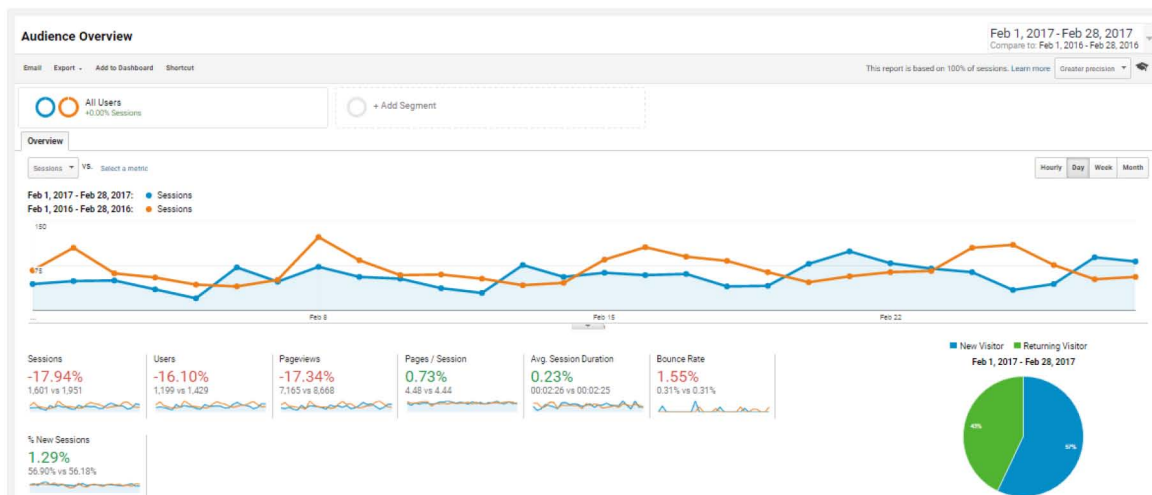 Audience Overview
Feb 1, 2017 - Feb 28, 2017
Compare to: Feb 1, 2016 - Feb 28, 2016
Email Export Add to Dashboard Shortcut
This report is based on 100% of sessions. Learn more Greater precision
All Users
+0.00% Sessions
+ Add Segment
Overview
Sessions VS. Select a metric
Hourly Day Week Month
Feb 1, 2017 - Feb 28, 2017: Sessions
Feb 1, 2016 - Feb 28, 2016: Sessions
150
75
... Feb 8 Feb 15 Feb 22
New Visitor Returning Visitor
Feb 1, 2017 - Feb 28, 2017
Sessions
-17.94%
1,601 vs 1,951
Users
-16.10%
1,199 vs 1,429
Pageviews
-17.34%
7,165 vs 8,668
Pages / Session
0.73%
4.48 vs 4.44
Avg. Session Duration
0.23%
00:02:26 vs 00:02:25
Bounce Rate
1.55%
0.31% vs 0.31%
43%
57%
% New Sessions
1.29%
56.90% vs 56.18%